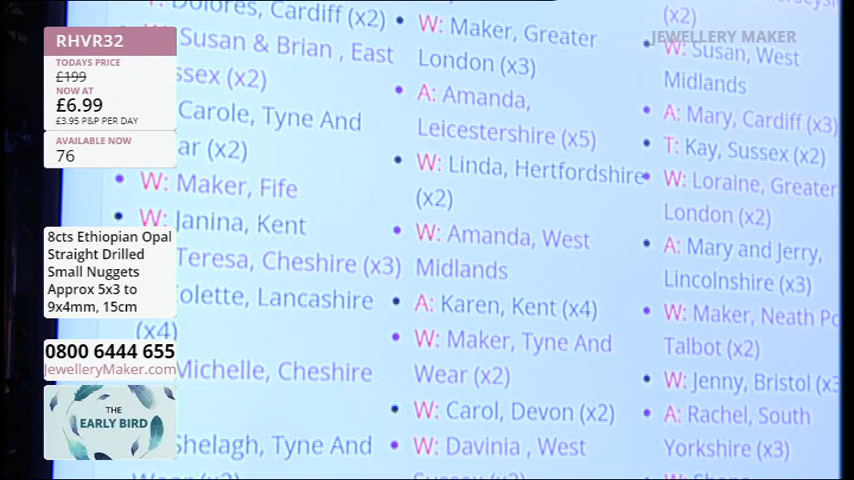 RHVR32
TODAYS PRICE
£199
NOW AT
£6.99
£3.95 P&P PER DAY
AVAILABLE NOW
76
8cts Ethiopian Opal
Straight Drilled
Small Nuggets
Approx 5x3 to
9x4mm, 15cm
0800 6444 655
JewelleryMaker.com
THE
EARLY BIRD
JEWELLERY MAKER
T: Dolores, Cardiff (x2)
Susan & Brian , East
(x2)
Carole, Tyne And
(x2)
W: Maker, Fife
W: Janina, Kent
Teresa, Cheshire (x3)
Lancashire
(x4)
Michelle, Cheshire
Shelagh, Tyne And
W: Maker, Greater
London (x3)
A: Amanda,
Leicestershire (x5)
W: Linda, Hertfordshire
(x2)
W: Amanda, West
Midlands
A: Karen, Kent (x4)
W: Maker, Tyne And
Wear (x2)
W: Carol, Devon (x2)
W: Davinia , West
(x2)
W: Susan, West
Midlands
A: Mary, Cardiff (x3)
T: Kay, Sussex (x2)
W: Loraine, Greater
London (x2)
A: Mary and Jerry,
Lincolnshire (x3)
W: Maker, Neath
Talbot (x2)
W: Jenny, Bristol
A: Rachel, South
Yorkshire (x3)